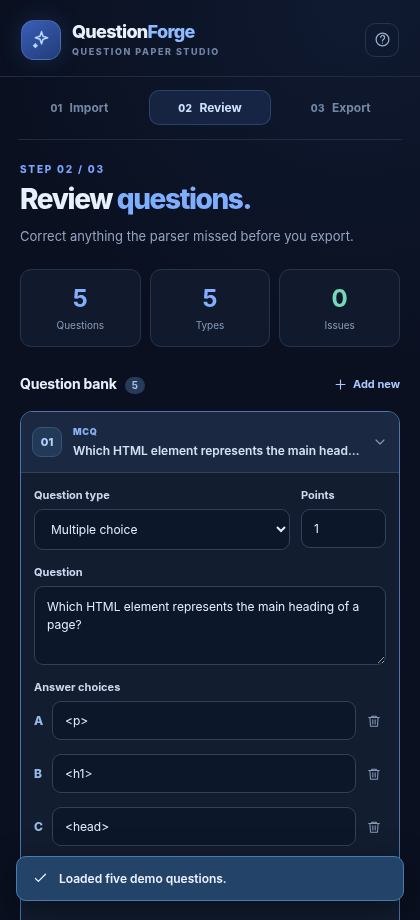 QuestionForge
QUESTION PAPER STUDIO
01 Import
02 Review
03 Export
STEP 02 / 03
Review questions.
Correct anything the parser missed before you export.
5
Questions
5
Types
0
Issues
Question bank 5
+ Add new
01
MCQ
Which HTML element represents the main head...
Question type
Points
Multiple choice
1
Question
Which HTML element represents the main heading of a
page?
Answer choices
A <p>
B <h1>
C <head>
Loaded five demo questions.